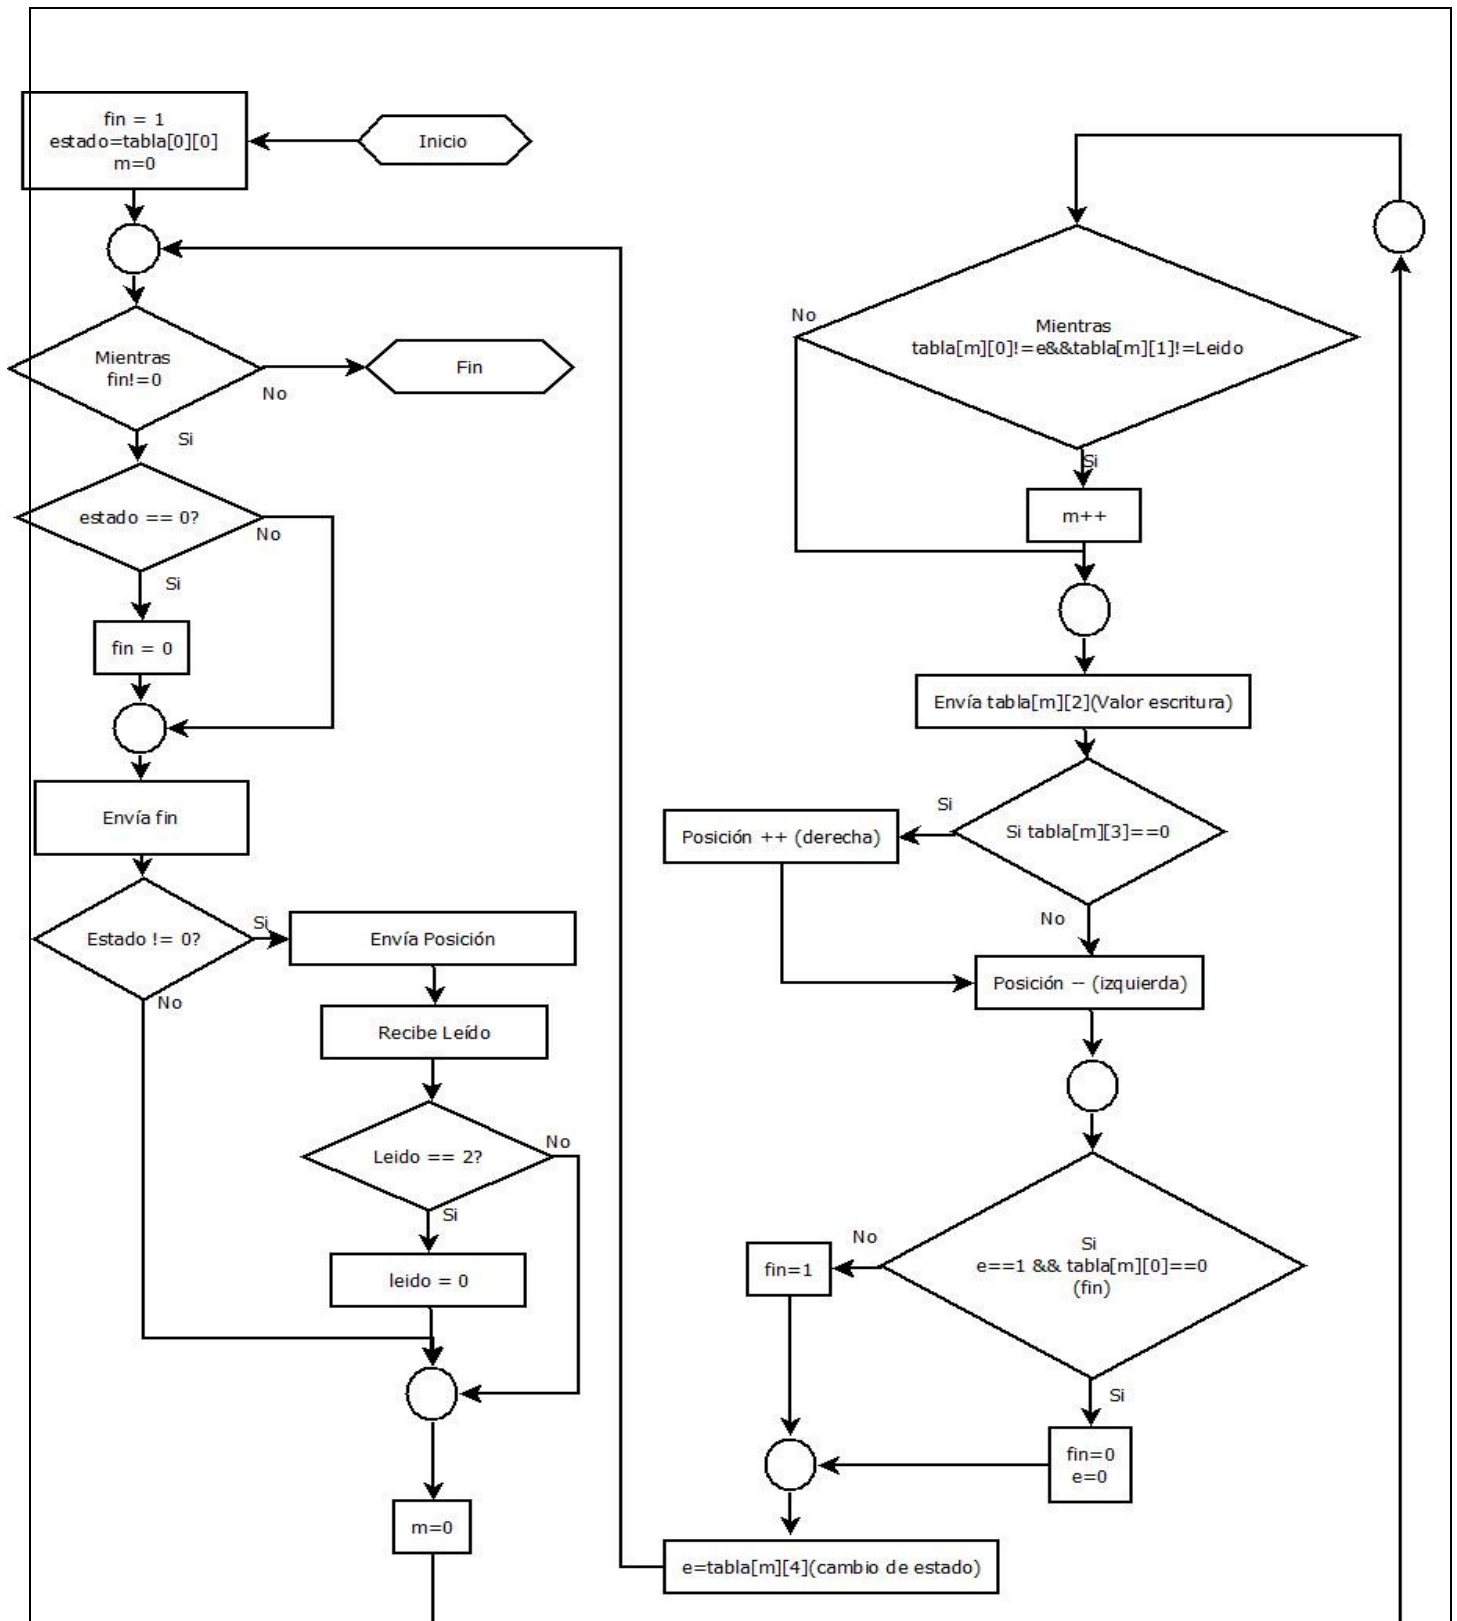 fin = 1
estado=tabla[0][0]
m=0
Inicio
Mientras
fin!=0
No
Fin
Si
estado == 0?
No
Si
fin = 0
Envía fin
Estado != 0?
Si
No
Envía Posición
Recibe Leído
Leido == 2?
No
Si
leido = 0
m=0
No
Mientras
tabla[m][0]!=e&&tabla[m][1]!=Leido
Si
m++
Envía tabla[m][2](Valor escritura)
Si tabla[m][3]==0
Si
Posición ++ (derecha)
No
Posición -- (izquierda)
Si
e==1 && tabla[m][0]==0
(fin)
No
fin=1
Si
fin=0
e=0
e=tabla[m][4](cambio de estado)